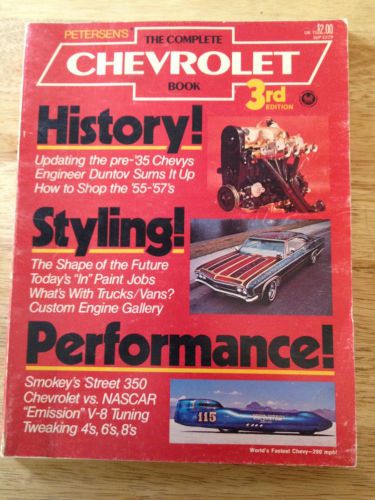 PETERSEN'S
THE COMPLETE
$2.00
CHEVROLET
BOOK
3rd
EDITION
History!
Updating the pre-'35 Chevys
Engineer Duntov Sums It Up
How to Shop the '55-'57's
Styling!
The Shape of the Future
Today's "In" Paint Jobs
What's With Trucks/Vans?
Custom Engine Gallery
Performance!
Smokey's 'Street 350
Chevrolet vs. NASCAR
"Emission" V-8 Tuning
Tweaking 4's, 6's, 8's
115
World's Fastest Chevy—290 mph!